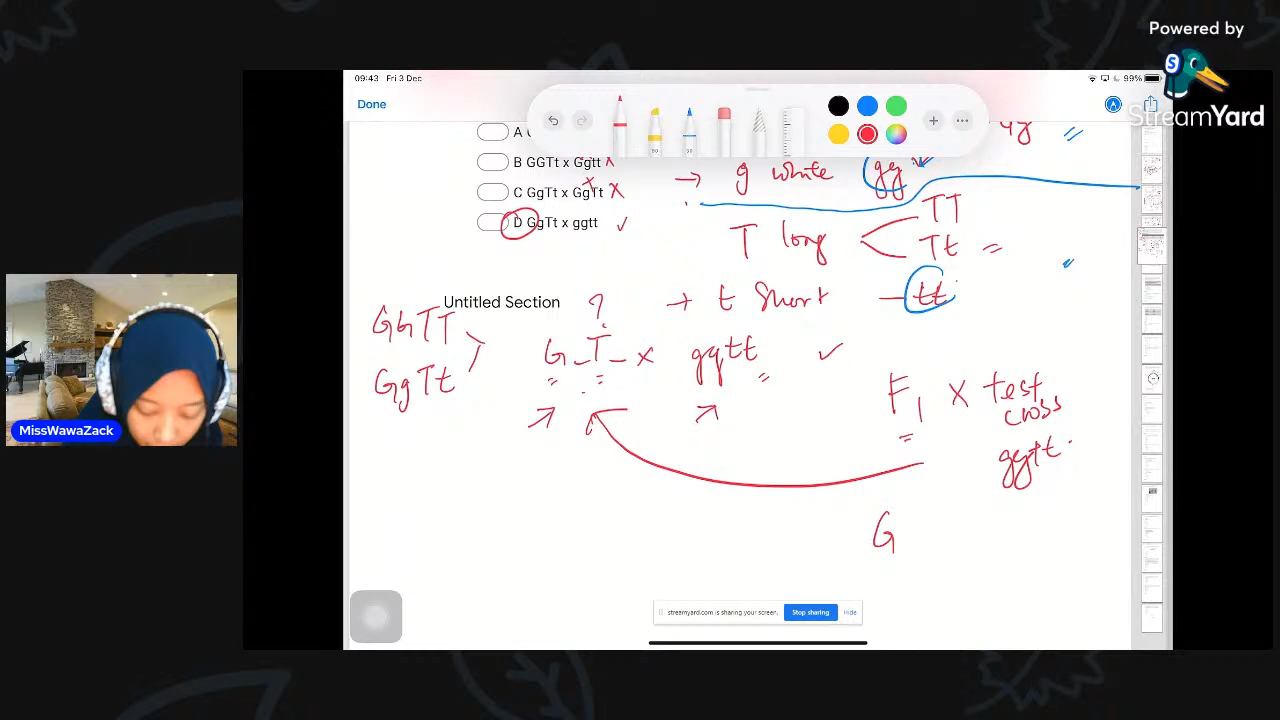 Powered by
StreamYard
09:43 Fri 3 Dec
99%
Done
A
B GGTt x Ggtt x
C GgTt x GgTt x
D GgTt x ggtt ✓
→ g white gg
T long TT
Tt =
Untitled Section
→ t short – tt
GgTT
GgTt
?
G_T_ x ggtt ✓
F1 x test cross
ggtt
G
MissWawaZack
streamyard.com is sharing your screen.
Stop sharing
Hide